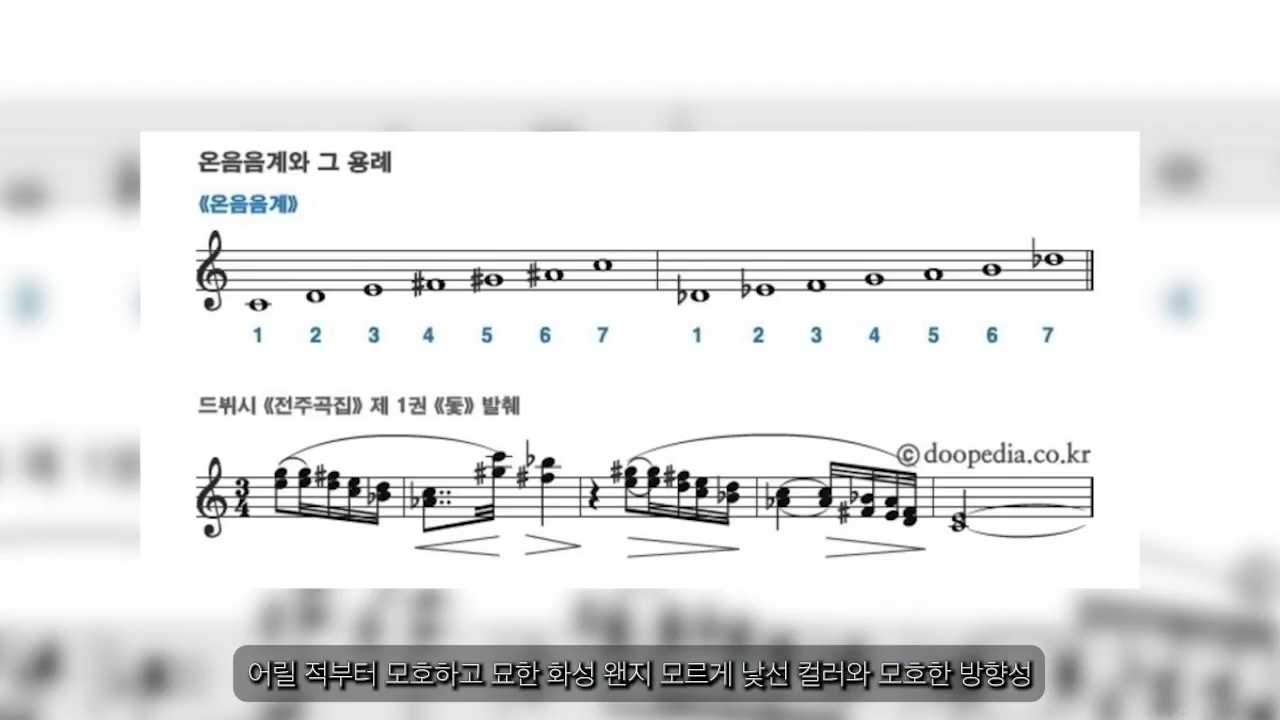 온음음계와 그 용례
《온음음계》
1 2 3 4 5 6 7 1 2 3 4 5 6 7
드뷔시 《전주곡집》 제 1권 《돛》 발췌
ⓒdoopedia.co.kr
3
4
어릴 적부터 모호하고 묘한 화성 왠지 모르게 낯선 컬러와 모호한 방향성